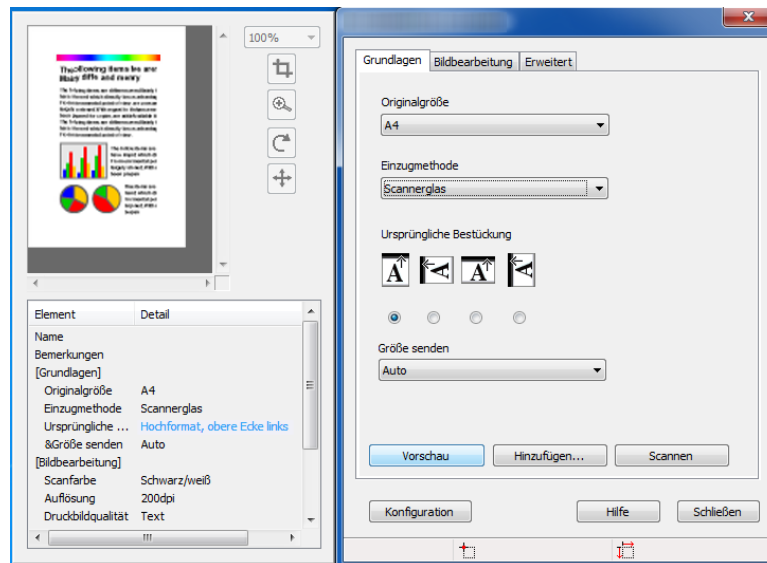 100%
Element Detail
Name
Bemerkungen
[Grundlagen]
Originalgröße A4
Einzugmethode Scannerglas
Ursprüngliche ... Hochformat, obere Ecke links
&Größe senden Auto
[Bildbearbeitung]
Scanfarbe Schwarz/weiß
Auflösung 200dpi
Druckbildqualität Text
Grundlagen Bildbearbeitung Erweitert
Originalgröße
A4
Einzugmethode
Scannerglas
Ursprüngliche Bestückung
A A A A
Größe senden
Auto
Vorschau Hinzufügen... Scannen
Konfiguration Hilfe Schließen